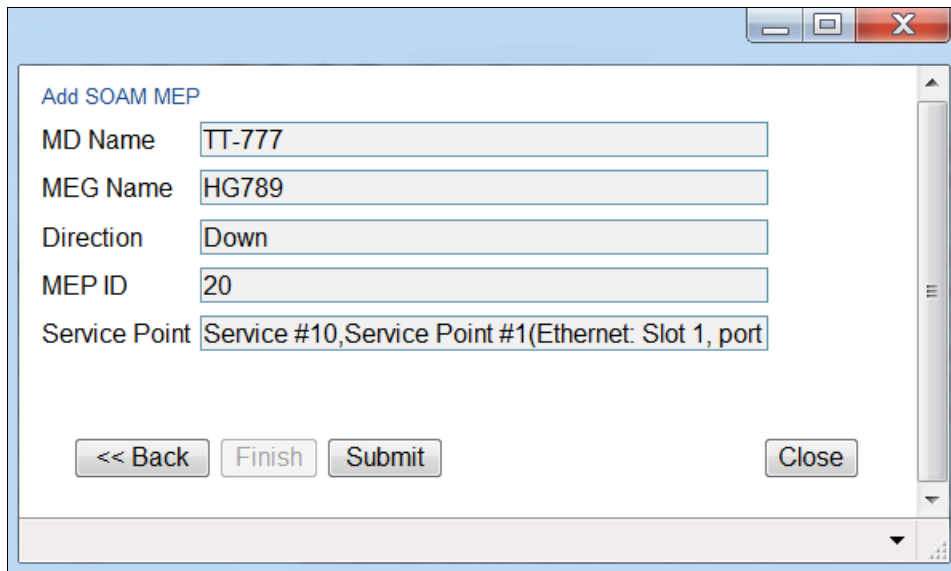 Add SOAM MEP
MD Name TT-777
MEG Name HG789
Direction Down
MEP ID 20
Service Point Service #10,Service Point #1(Ethernet: Slot 1, port
<< Back Finish Submit Close